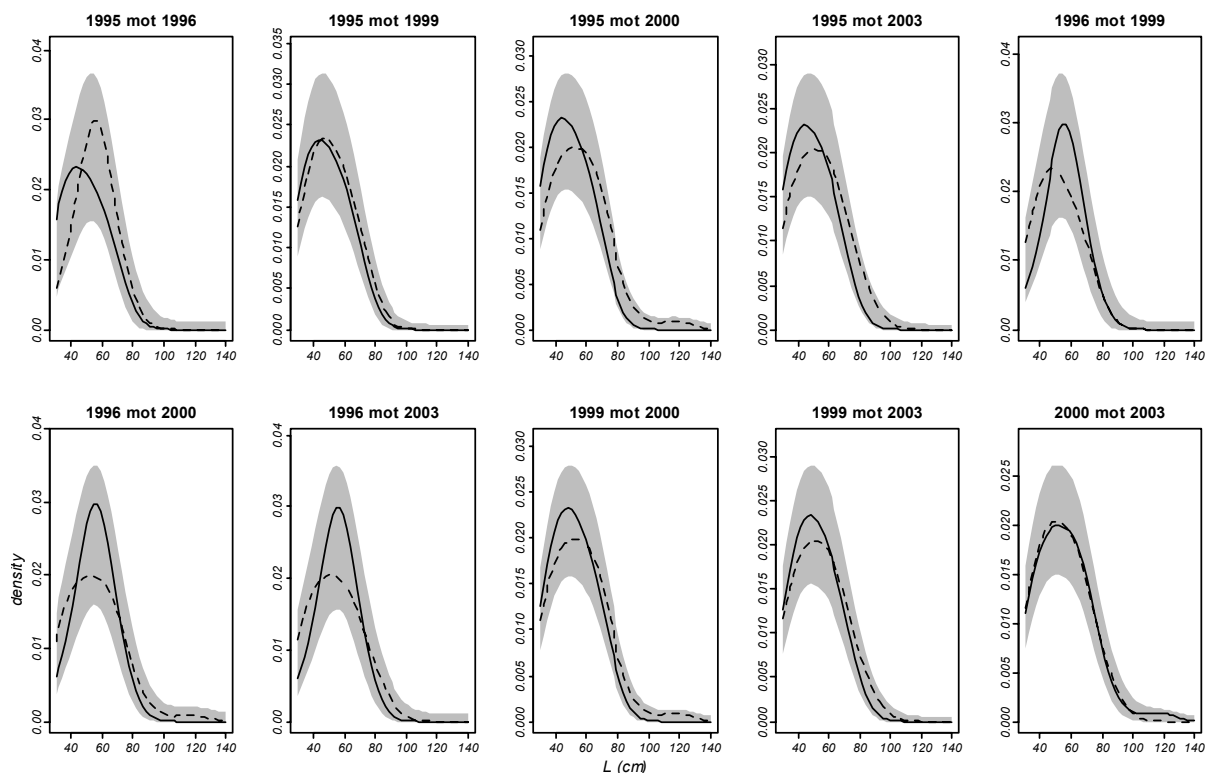 1995 mot 1996
1995 mot 1999
1995 mot 2000
1995 mot 2003
1996 mot 1999
0.00 0.01 0.02 0.03 0.04
40 60 80 100 120 140
0.000 0.005 0.010 0.015 0.020 0.025 0.030 0.035
40 60 80 100 120 140
0.000 0.005 0.010 0.015 0.020 0.025 0.030
40 60 80 100 120 140
0.000 0.005 0.010 0.015 0.020 0.025 0.030
40 60 80 100 120 140
0.00 0.01 0.02 0.03 0.04
40 60 80 100 120 140
1996 mot 2000
1996 mot 2003
1999 mot 2000
1999 mot 2003
2000 mot 2003
density
0.00 0.01 0.02 0.03 0.04
40 60 80 100 120 140
0.00 0.01 0.02 0.03 0.04
40 60 80 100 120 140
0.000 0.005 0.010 0.015 0.020 0.025 0.030
40 60 80 100 120 140
0.000 0.005 0.010 0.015 0.020 0.025 0.030
40 60 80 100 120 140
0.000 0.005 0.010 0.015 0.020 0.025
40 60 80 100 120 140
L (cm)